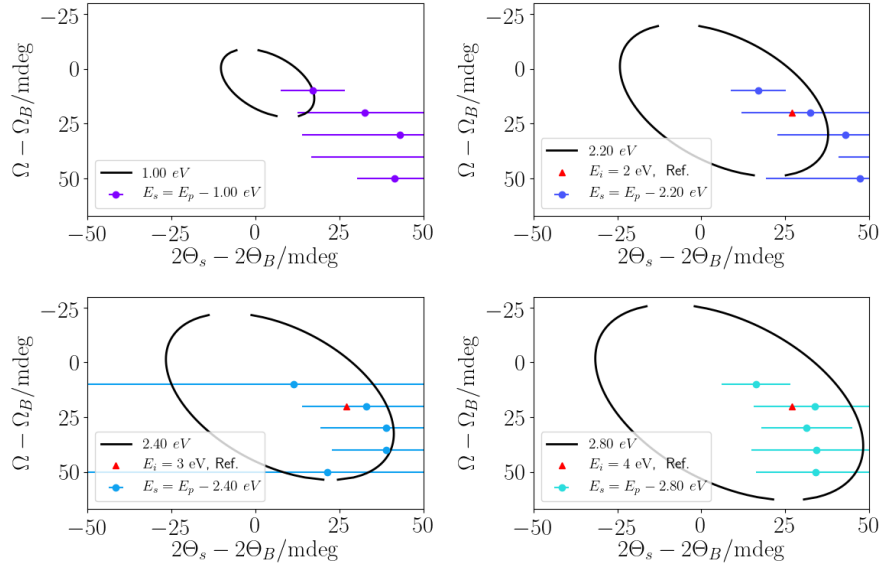 −25
0
25
50
Ω − Ω_B/mdeg
1.00 eV
E_s = E_p − 1.00 eV
−50 −25 0 25 50
2Θ_s − 2Θ_B/mdeg
−25
0
25
50
Ω − Ω_B/mdeg
2.20 eV
E_i = 2 eV, Ref.
E_s = E_p − 2.20 eV
−50 −25 0 25 50
2Θ_s − 2Θ_B/mdeg
−25
0
25
50
Ω − Ω_B/mdeg
2.40 eV
E_i = 3 eV, Ref.
E_s = E_p − 2.40 eV
−50 −25 0 25 50
2Θ_s − 2Θ_B/mdeg
−25
0
25
50
Ω − Ω_B/mdeg
2.80 eV
E_i = 4 eV, Ref.
E_s = E_p − 2.80 eV
−50 −25 0 25 50
2Θ_s − 2Θ_B/mdeg